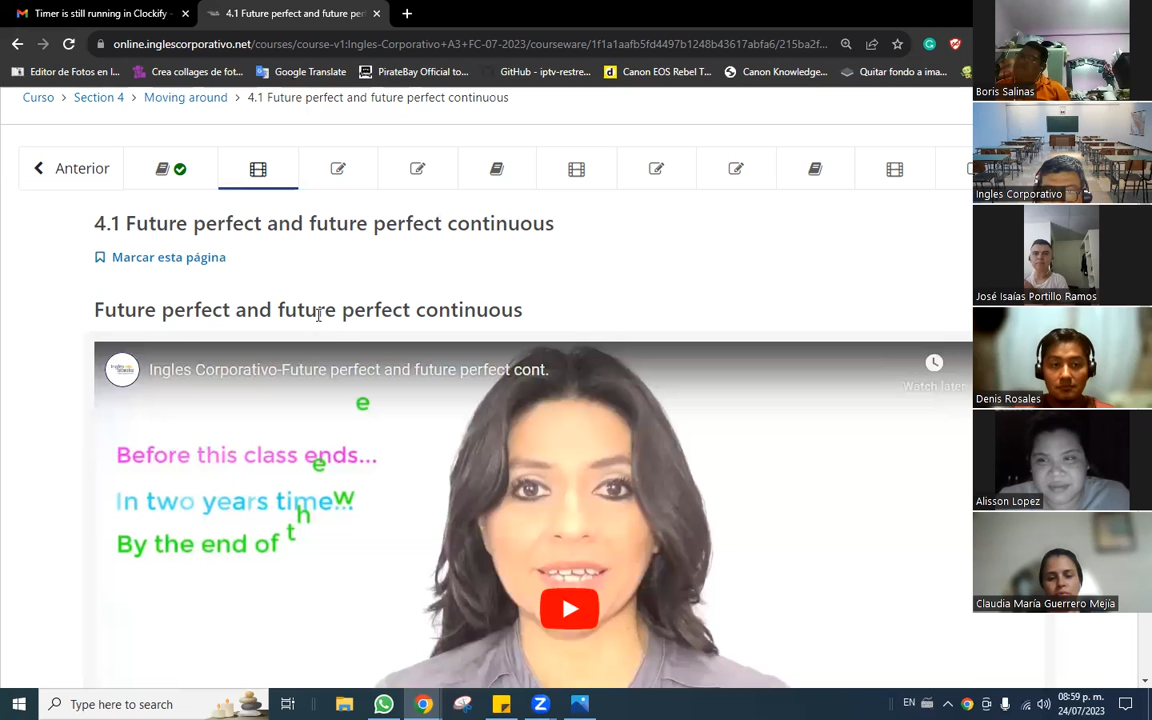 Timer is still running in Clockify
4.1 Future perfect and future per
online.inglescorporativo.net/courses/course-v1:Ingles-Corporativo+A3+FC-07-2023/courseware/1f1a1aafb5fd4497b1248b43617abfa6/215ba2f...
Editor de Fotos en l...
Crea collages de fot...
Google Translate
PirateBay Official to...
GitHub - iptv-restre...
Canon EOS Rebel T...
Canon Knowledge...
Quitar fondo a ima...
Curso > Section 4 > Moving around > 4.1 Future perfect and future perfect continuous
Anterior
4.1 Future perfect and future perfect continuous
Marcar esta página
Future perfect and future perfect continuous
Ingles Corporativo-Future perfect and future perfect cont.
Watch later
Before this class ends...
In two years time...
By the end of
t h e w e
Boris Salinas
Ingles Corporativo
José Isaías Portillo Ramos
Denis Rosales
Alisson Lopez
Claudia María Guerrero Mejía
Type here to search
EN
08:59 p. m.
24/07/2023